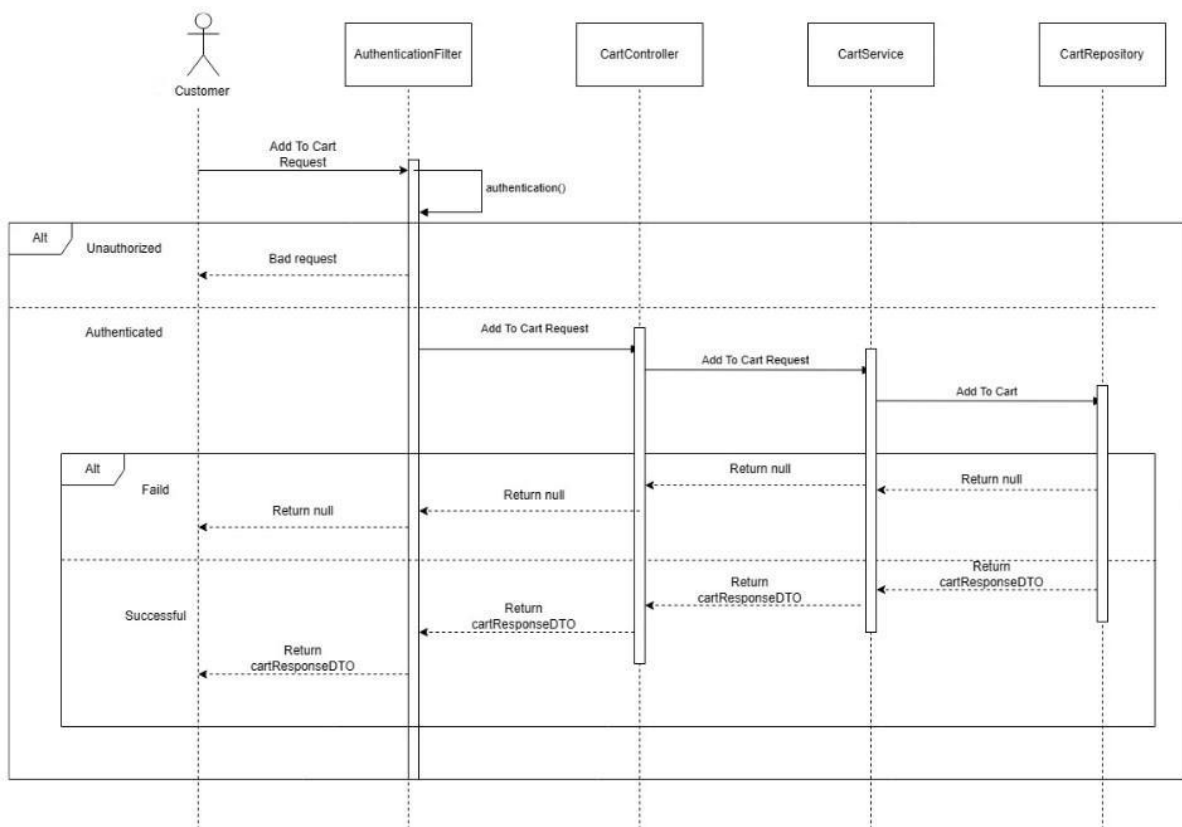 Customer
AuthenticationFilter
CartController
CartService
CartRepository
Add To Cart
Request
authentication()
Alt
Unauthorized
Bad request
Authenticated
Add To Cart Request
Add To Cart Request
Add To Cart
Alt
Faild
Return null
Return null
Return null
Return null
Successful
Return
cartResponseDTO
Return
cartResponseDTO
Return
cartResponseDTO
Return
cartResponseDTO